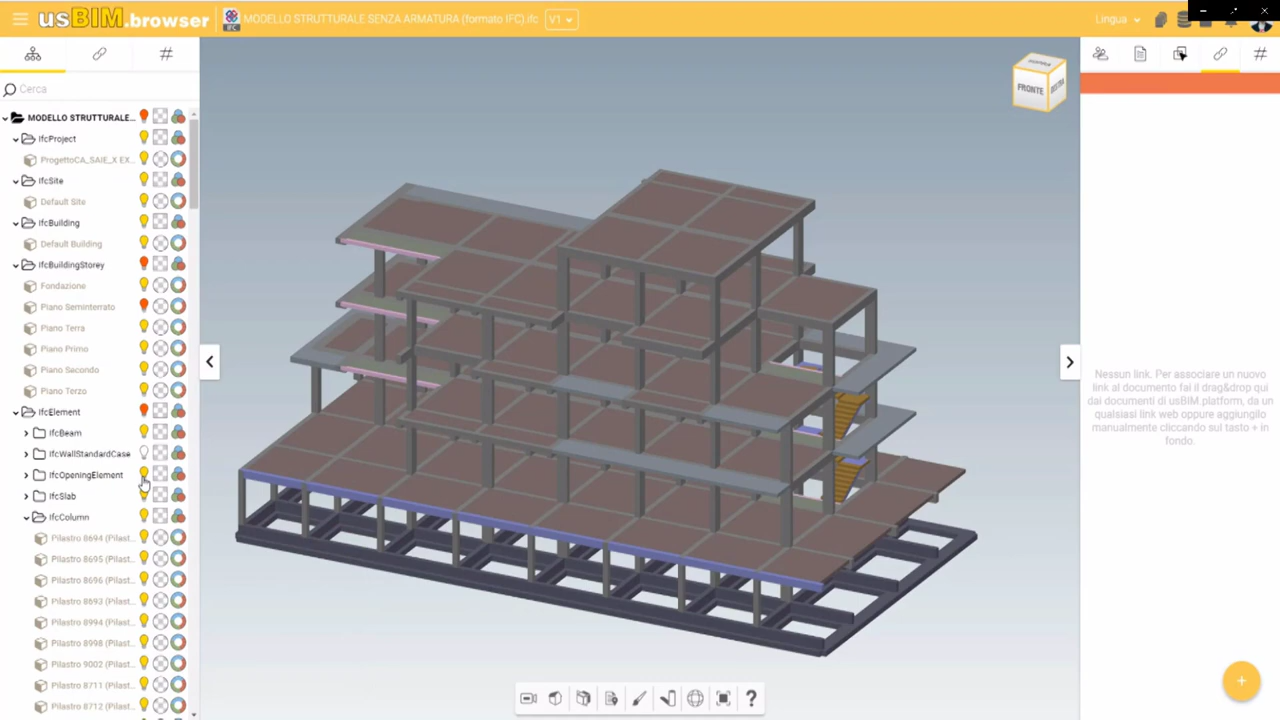 usBIM.browser
MODELLO STRUTTURALE SENZA ARMATURA (formato IFC).ifc
V1
Lingua
IFC
Cerca
MODELLO STRUTTURALE...
IfcProject
ProgettoCA_SAIE_X EX...
IfcSite
Default Site
IfcBuilding
Default Building
IfcBuildingStorey
Fondazione
Piano Seminterrato
Piano Terra
Piano Primo
Piano Secondo
Piano Terzo
IfcElement
IfcBeam
IfcWallStandardCase
IfcOpeningElement
IfcSlab
IfcColumn
Pilastro 8694 (Pilast...
Pilastro 8695 (Pilast...
Pilastro 8696 (Pilast...
Pilastro 8693 (Pilast...
Pilastro 8994 (Pilast...
Pilastro 8998 (Pilast...
Pilastro 9002 (Pilast...
Pilastro 8711 (Pilast...
Pilastro 8712 (Pilast...
FRONTE
DESTRA
Nessun link. Per associare un nuovo
link al documento fai il drag&drop qui
dai documenti di usBIM.platform, da un
qualsiasi link web oppure aggiungilo
manualmente cliccando sul tasto + in
fondo.